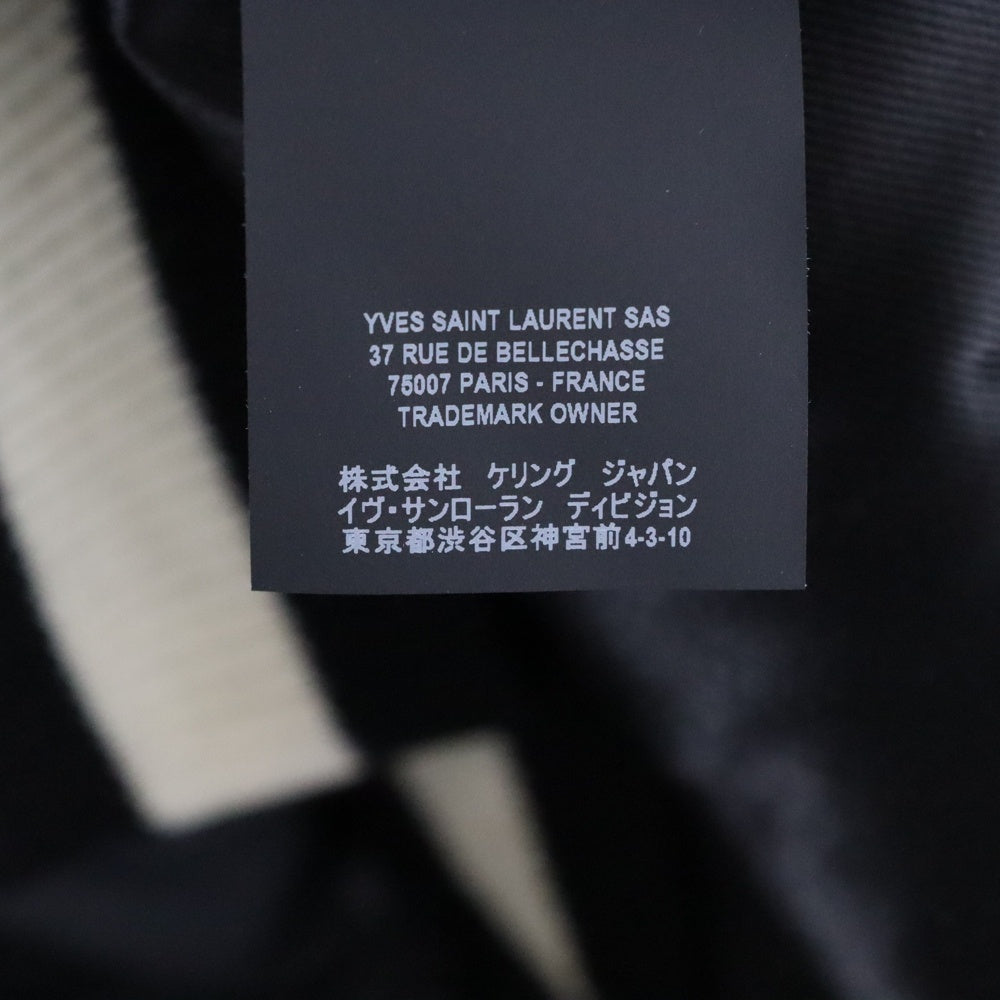 YVES SAINT LAURENT SAS
37 RUE DE BELLECHASSE
75007 PARIS - FRANCE
TRADEMARK OWNER
株式会社 ケリング ジャパン
イヴ・サンローラン ディビジョン
東京都渋谷区神宮前4-3-10